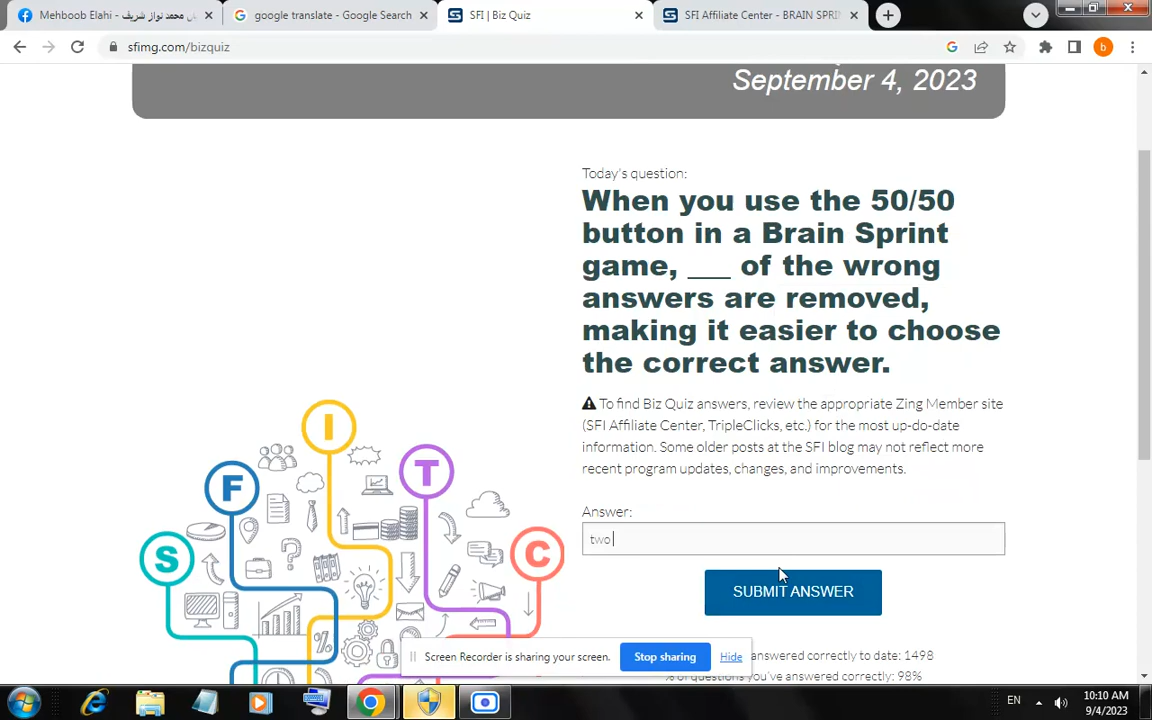 Mehboob Elahi - میاں محمد نواز شریف
google translate - Google Search
SFI | Biz Quiz
SFI Affiliate Center - BRAIN SPRIN
sfimg.com/bizquiz
b
September 4, 2023
Today's question:
When you use the 50/50
button in a Brain Sprint
game, ___ of the wrong
answers are removed,
making it easier to choose
the correct answer.
To find Biz Quiz answers, review the appropriate Zing Member site
(SFI Affiliate Center, TripleClicks, etc.) for the most up-do-date
information. Some older posts at the SFI blog may not reflect more
recent program updates, changes, and improvements.
Answer:
two
SUBMIT ANSWER
S F I T C
%
Screen Recorder is sharing your screen.
Stop sharing
Hide
answered correctly to date: 1498
% of questions you've answered correctly: 98%
EN
10:10 AM
9/4/2023